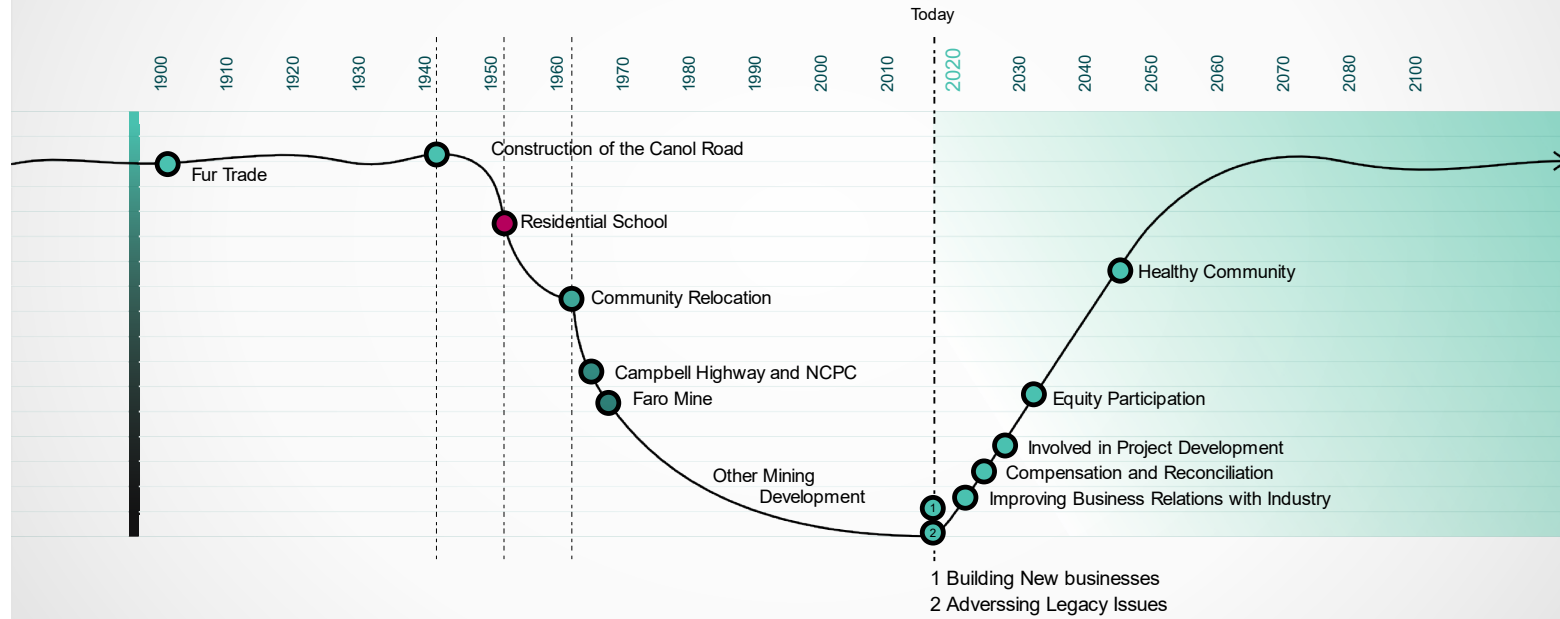 Today
1900
1910
1920
1930
1940
1950
1960
1970
1980
1990
2000
2010
2020
2030
2040
2050
2060
2070
2080
2100
Construction of the Canol Road
Fur Trade
Residential School
Healthy Community
Community Relocation
Campbell Highway and NCPC
Faro Mine
Equity Participation
Involved in Project Development
Other Mining
Development
Compensation and Reconciliation
Improving Business Relations with Industry
1
2
1 Building New businesses
2 Adverssing Legacy Issues